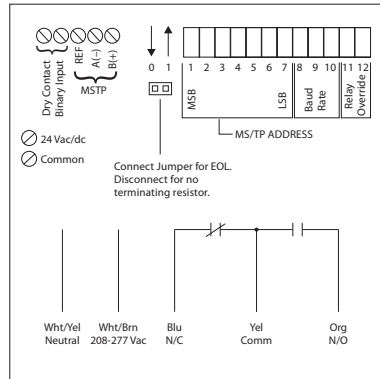 Dry Contact
Binary Input
REF
A(−)
B(+)
MSTP
0 1
1 2 3 4 5 6 7 8 9 10 11 12
MSB
LSB
Baud
Rate
Relay
Override
MS/TP ADDRESS
24 Vac/dc
Common
Connect Jumper for EOL.
Disconnect for no
terminating resistor.
Wht/Yel
Neutral
Wht/Brn
208-277 Vac
Blu
N/C
Yel
Comm
Org
N/O